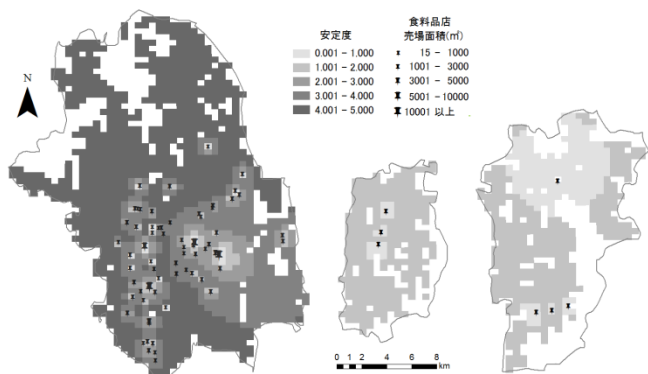 安定度
0.001 - 1.000
1.001 - 2.000
2.001 - 3.000
3.001 - 4.000
4.001 - 5.000
食料品店
売場面積(㎡)
15 - 1000
1001 - 3000
3001 - 5000
5001 - 10000
10001 以上
N
0 1 2 4 6 8
km